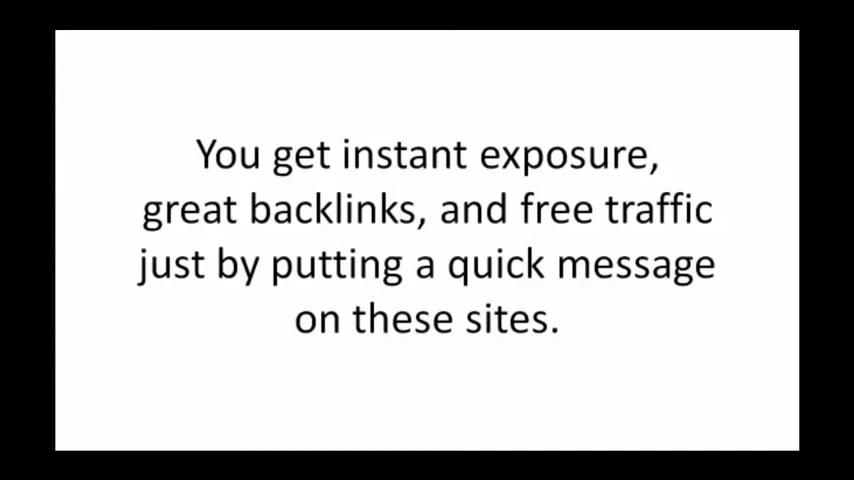 You get instant exposure,
great backlinks, and free traffic
just by putting a quick message
on these sites.